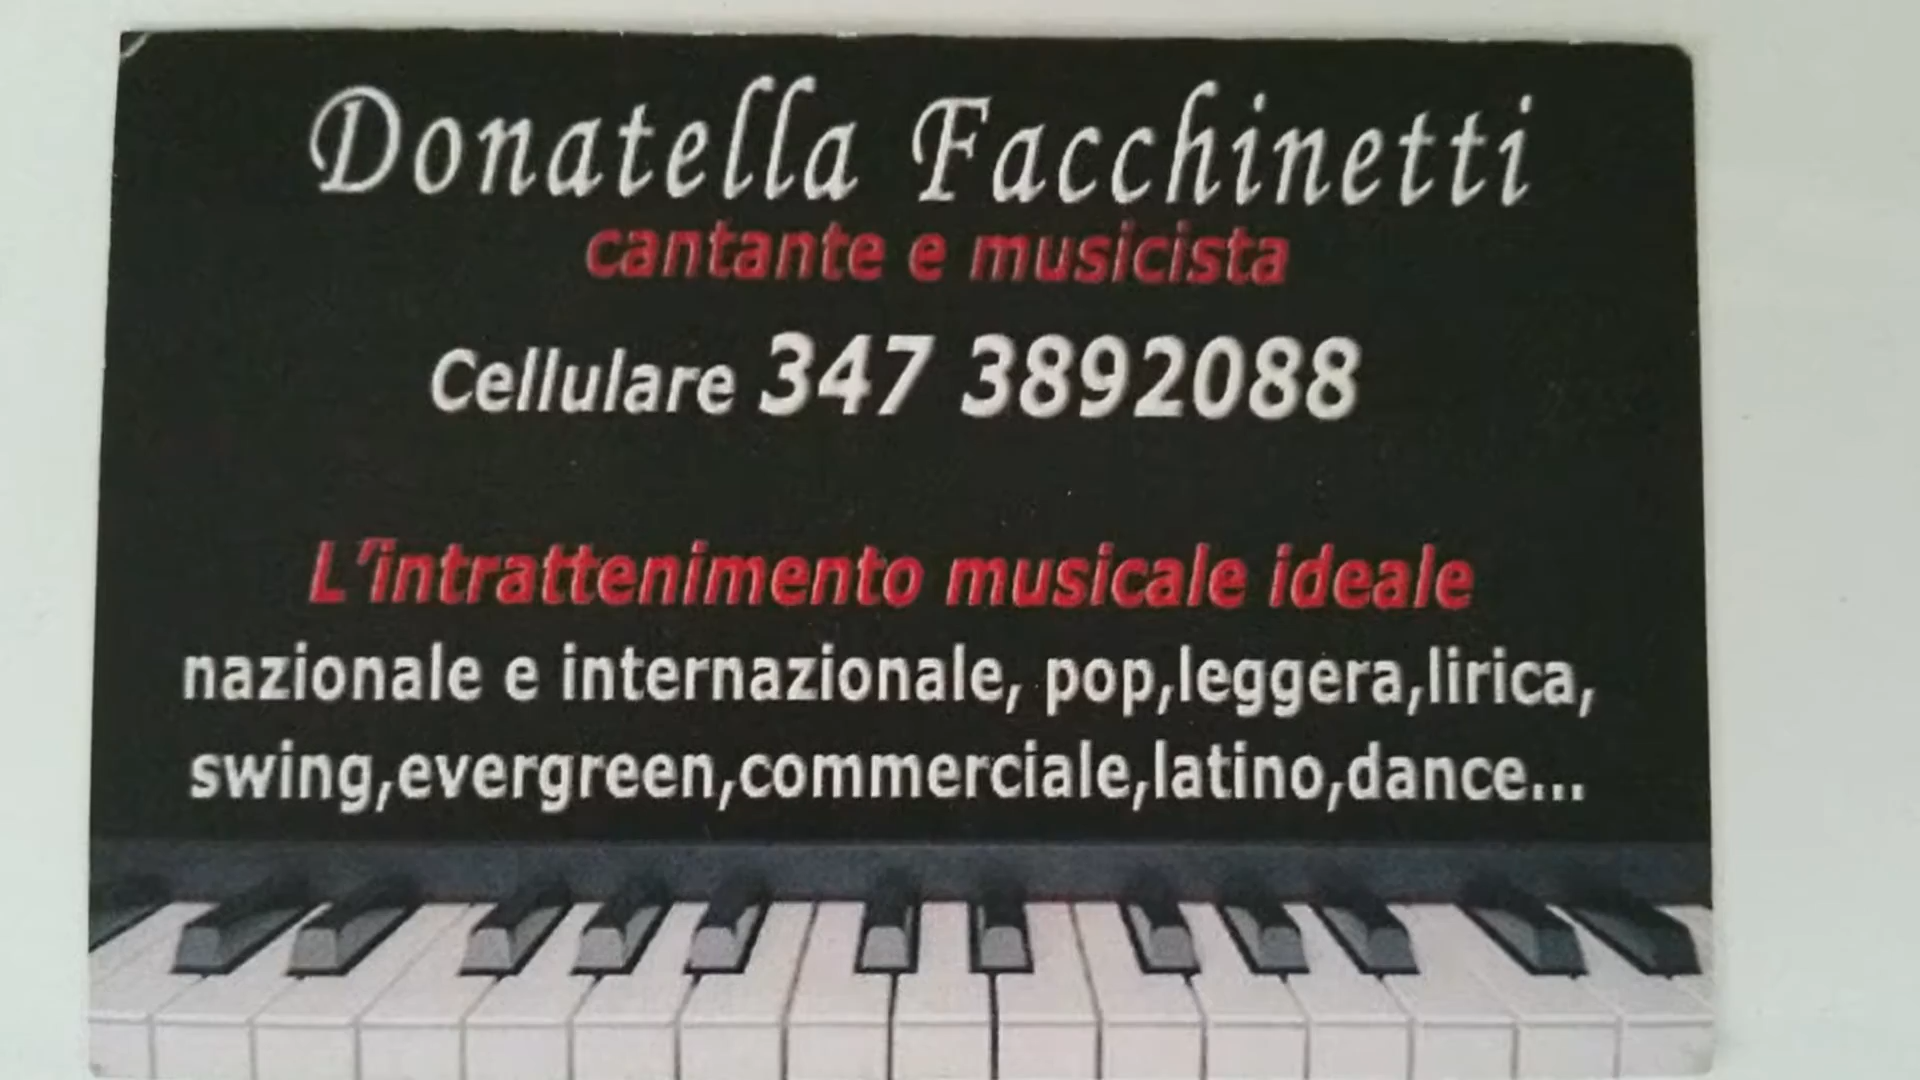 Donatella Facchinetti
cantante e musicista
Cellulare 347 3892088
L'intrattenimento musicale ideale
nazionale e internazionale, pop,leggera,lirica,
swing,evergreen,commerciale,latino,dance...